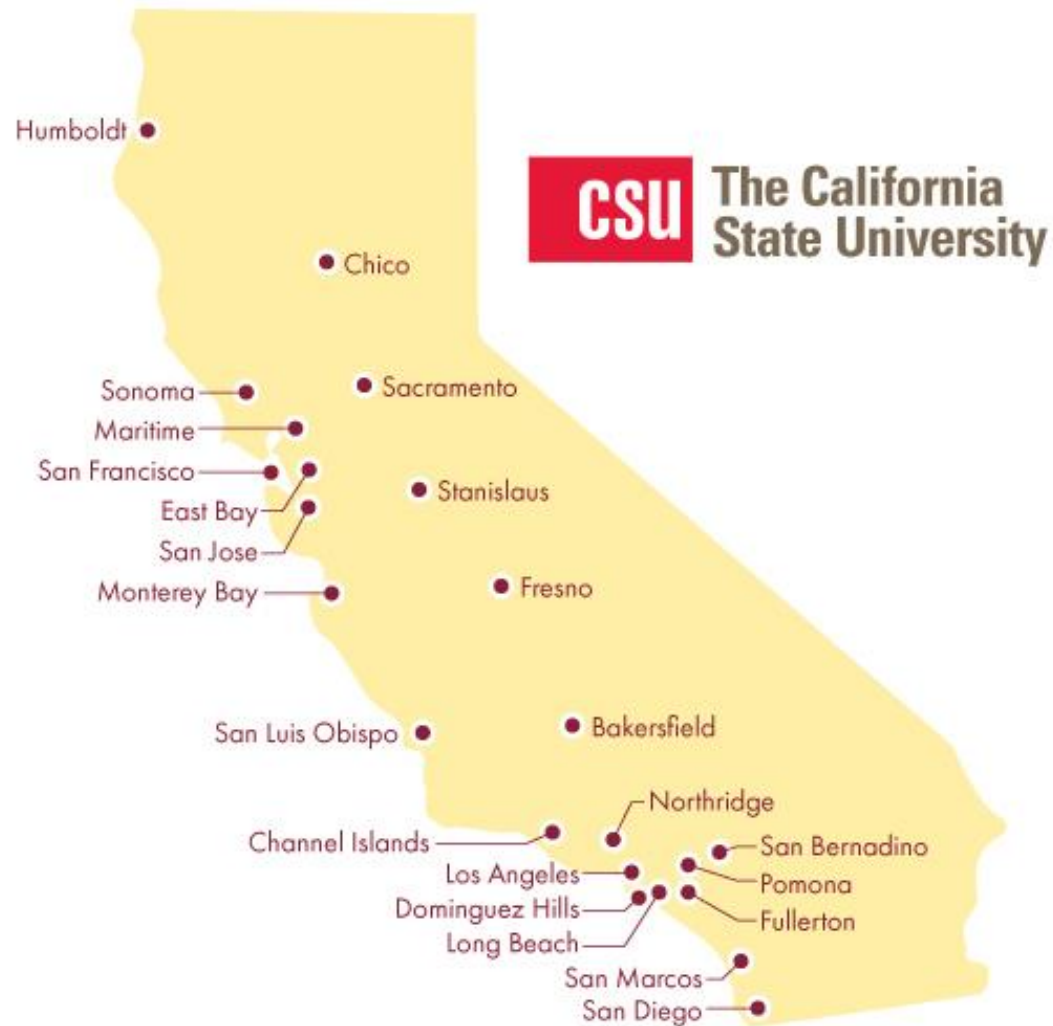 Humboldt
CSU
The California
State University
Chico
Sonoma
Sacramento
Maritime
San Francisco
East Bay
Stanislaus
San Jose
Monterey Bay
Fresno
San Luis Obispo
Bakersfield
Northridge
Channel Islands
San Bernadino
Los Angeles
Pomona
Dominguez Hills
Fullerton
Long Beach
San Marcos
San Diego